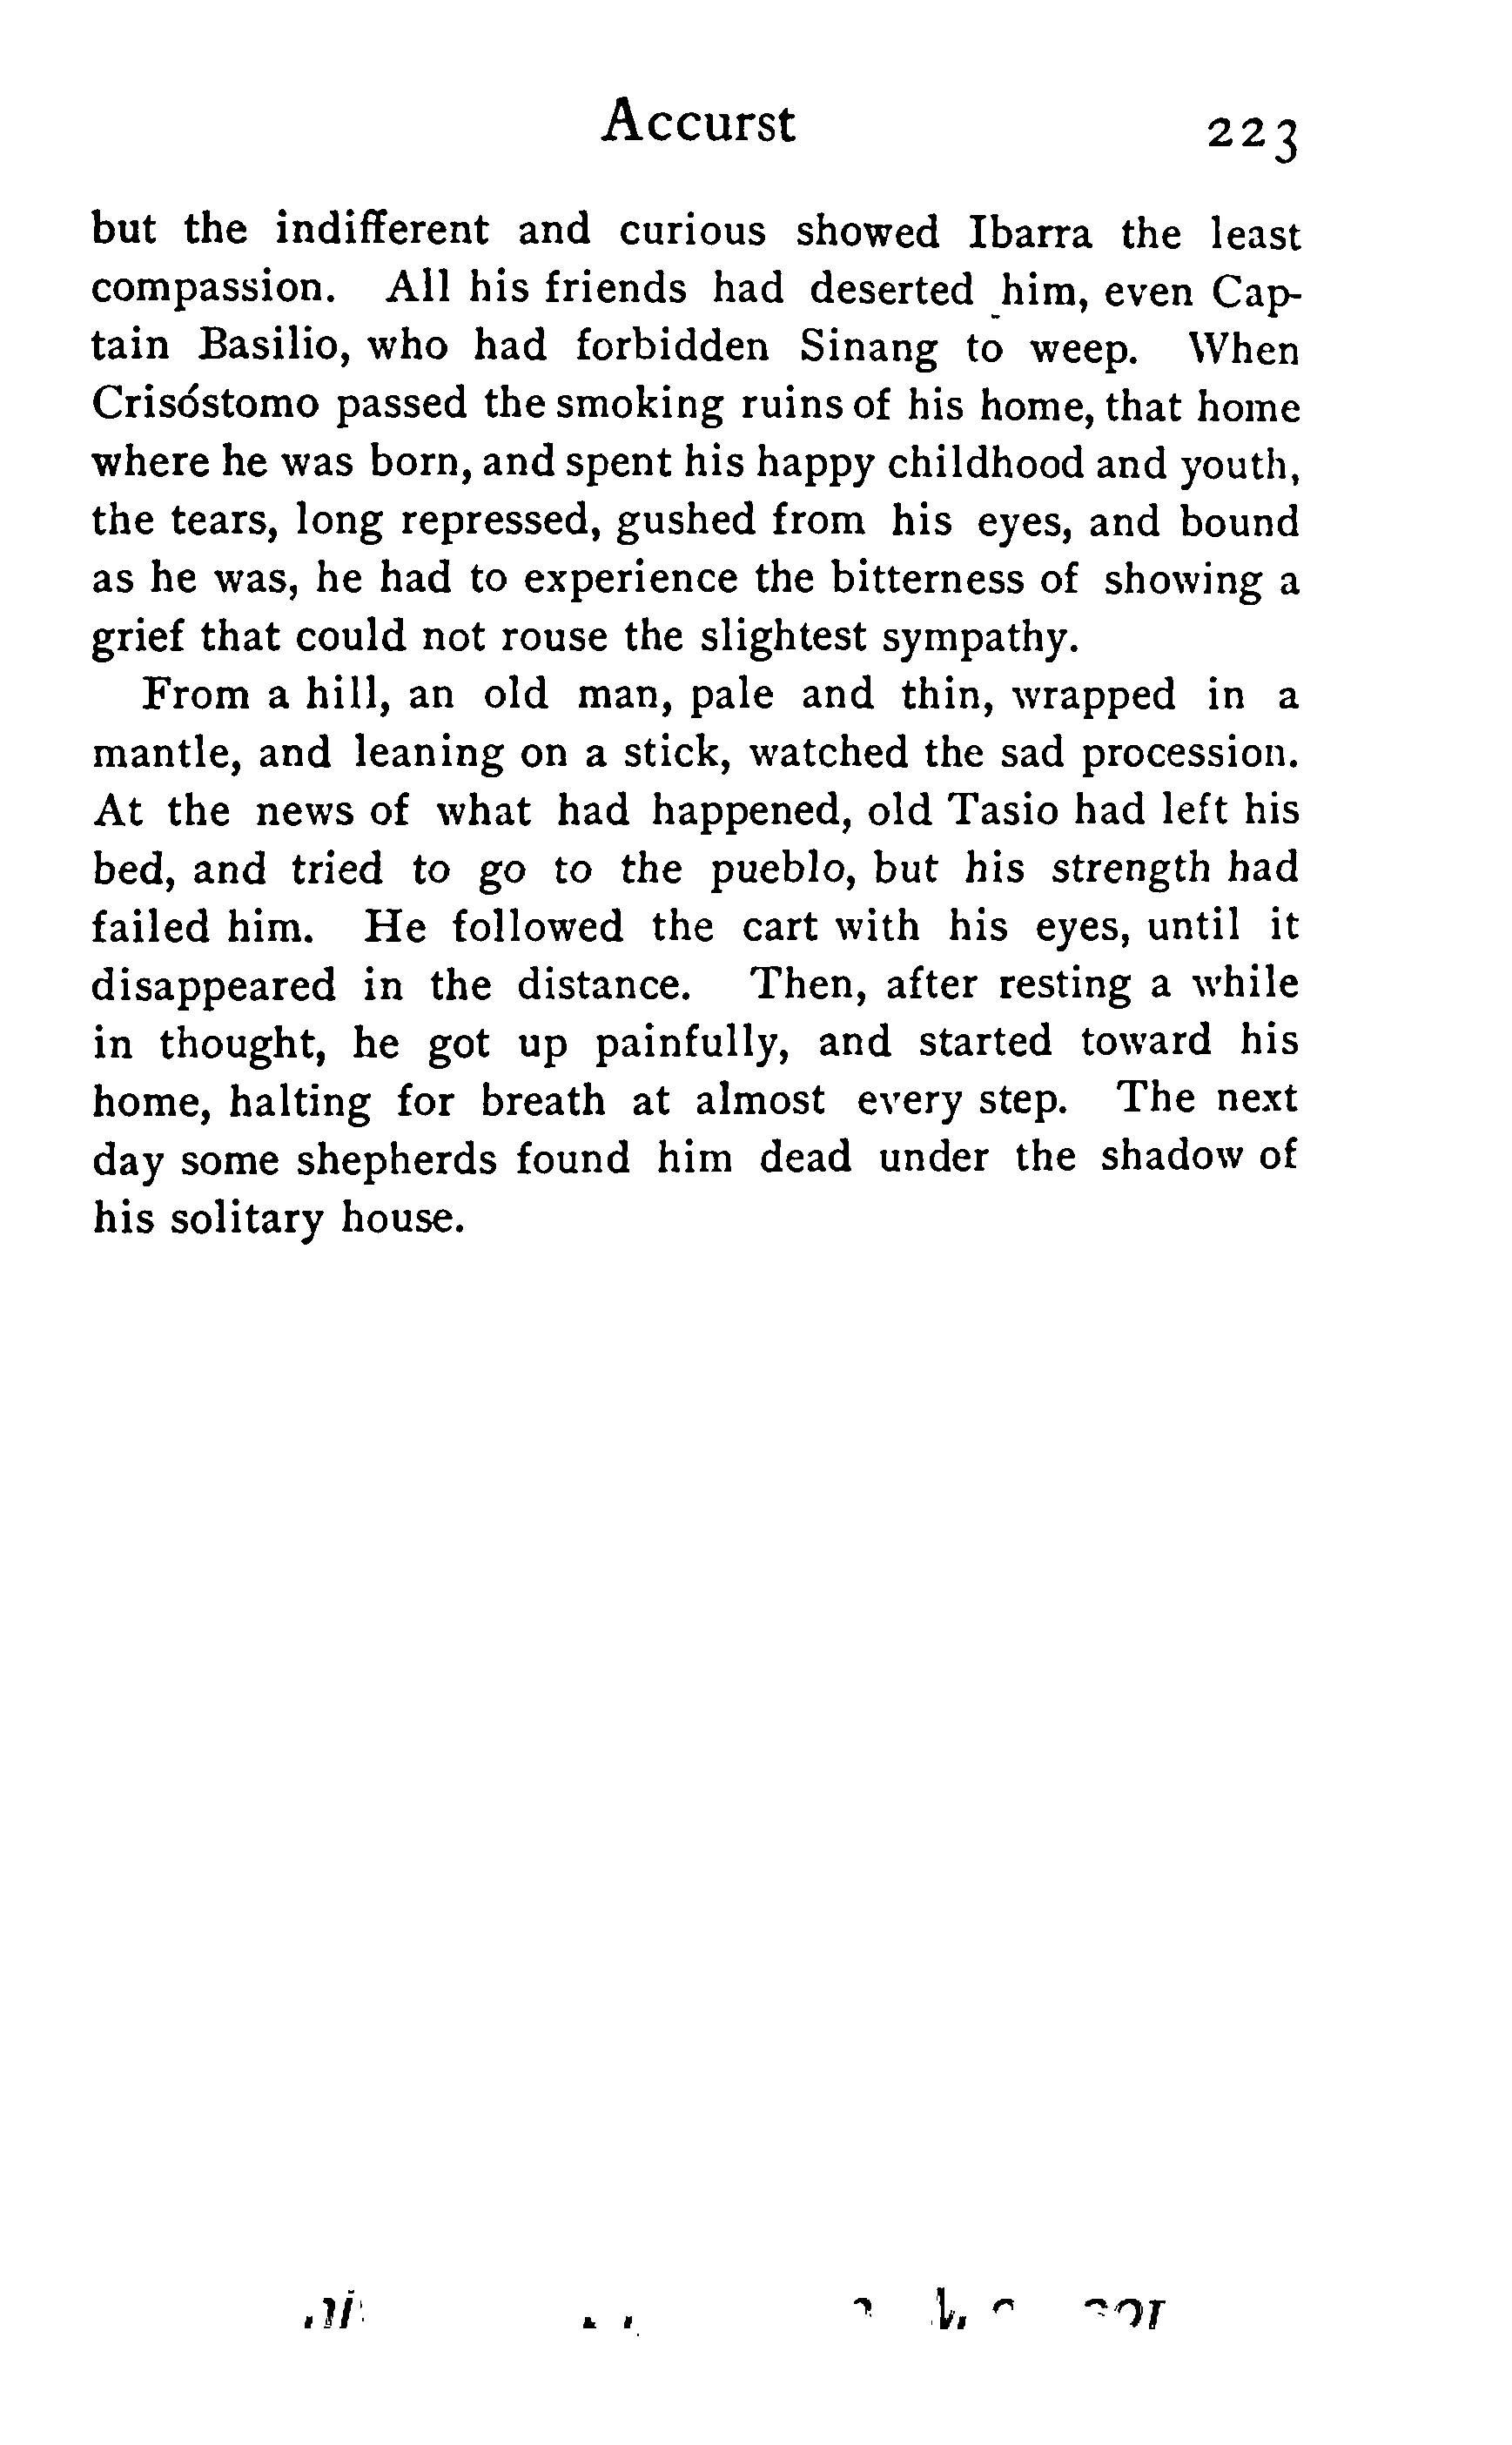 Accurst 223
but the indifferent and curious showed Ibarra the least
compassion. All his friends had deserted him, even Cap-
tain Basilio, who had forbidden Sinang to weep. When
Crisóstomo passed the smoking ruins of his home, that home
where he was born, and spent his happy childhood and youth,
the tears, long repressed, gushed from his eyes, and bound
as he was, he had to experience the bitterness of showing a
grief that could not rouse the slightest sympathy.
From a hill, an old man, pale and thin, wrapped in a
mantle, and leaning on a stick, watched the sad procession.
At the news of what had happened, old Tasio had left his
bed, and tried to go to the pueblo, but his strength had
failed him. He followed the cart with his eyes, until it
disappeared in the distance. Then, after resting a while
in thought, he got up painfully, and started toward his
home, halting for breath at almost every step. The next
day some shepherds found him dead under the shadow of
his solitary house.